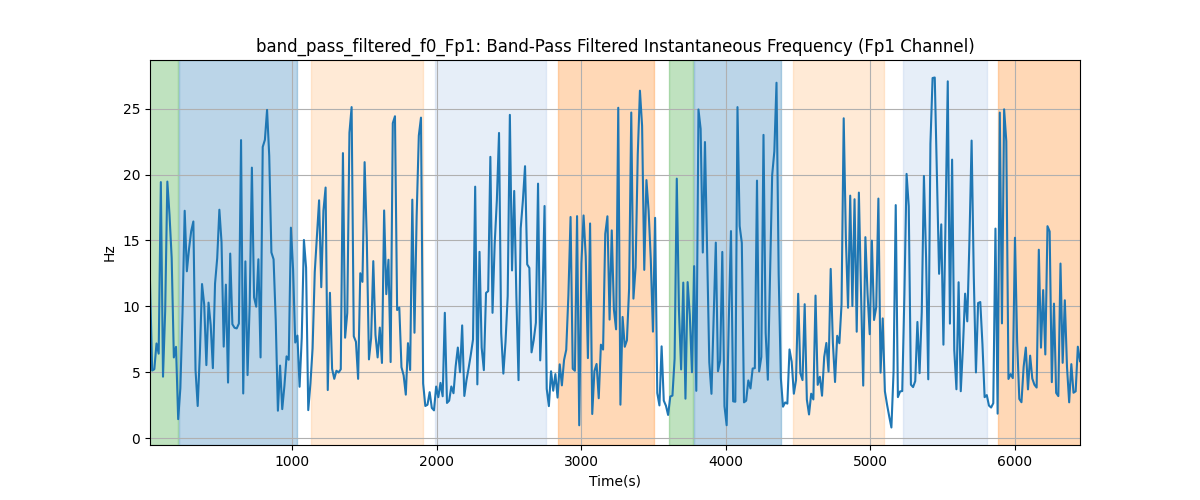 band_pass_filtered_f0_Fp1: Band-Pass Filtered Instantaneous Frequency (Fp1 Channel)
25
20
15
10
5
0
Hz
1000 2000 3000 4000 5000 6000
Time(s)